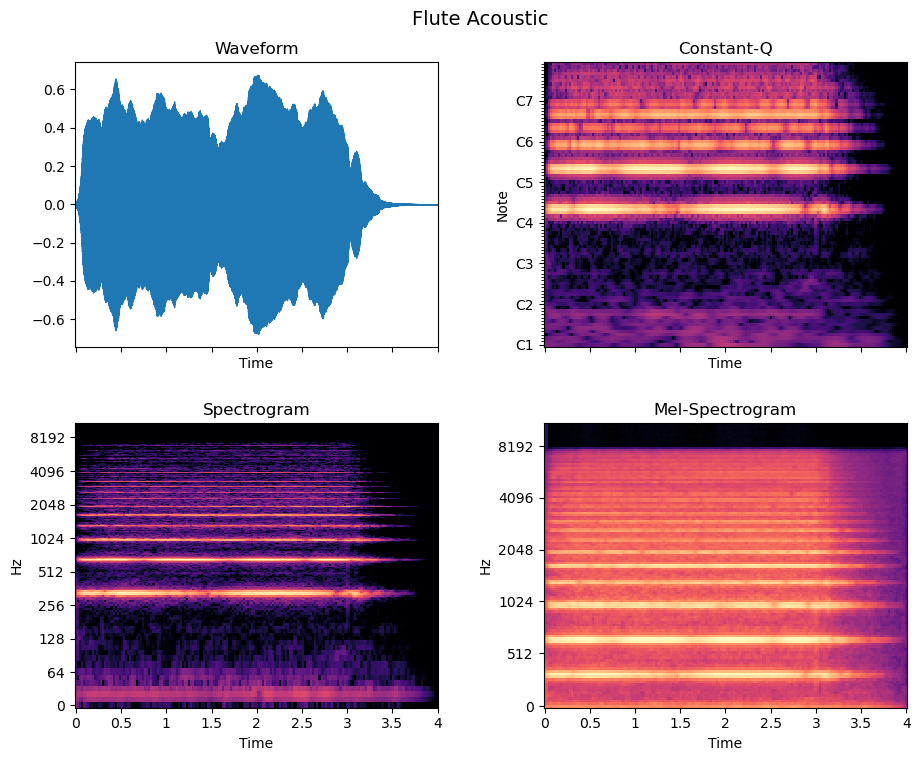 Flute Acoustic
Waveform
0.6
0.4
0.2
0.0
−0.2
−0.4
−0.6
Time
Constant-Q
C7
C6
C5
C4
C3
C2
C1
Note
Time
Spectrogram
8192
4096
2048
1024
512
256
128
64
0
Hz
0 0.5 1 1.5 2 2.5 3 3.5 4
Time
Mel-Spectrogram
8192
4096
2048
1024
512
0
Hz
0 0.5 1 1.5 2 2.5 3 3.5 4
Time